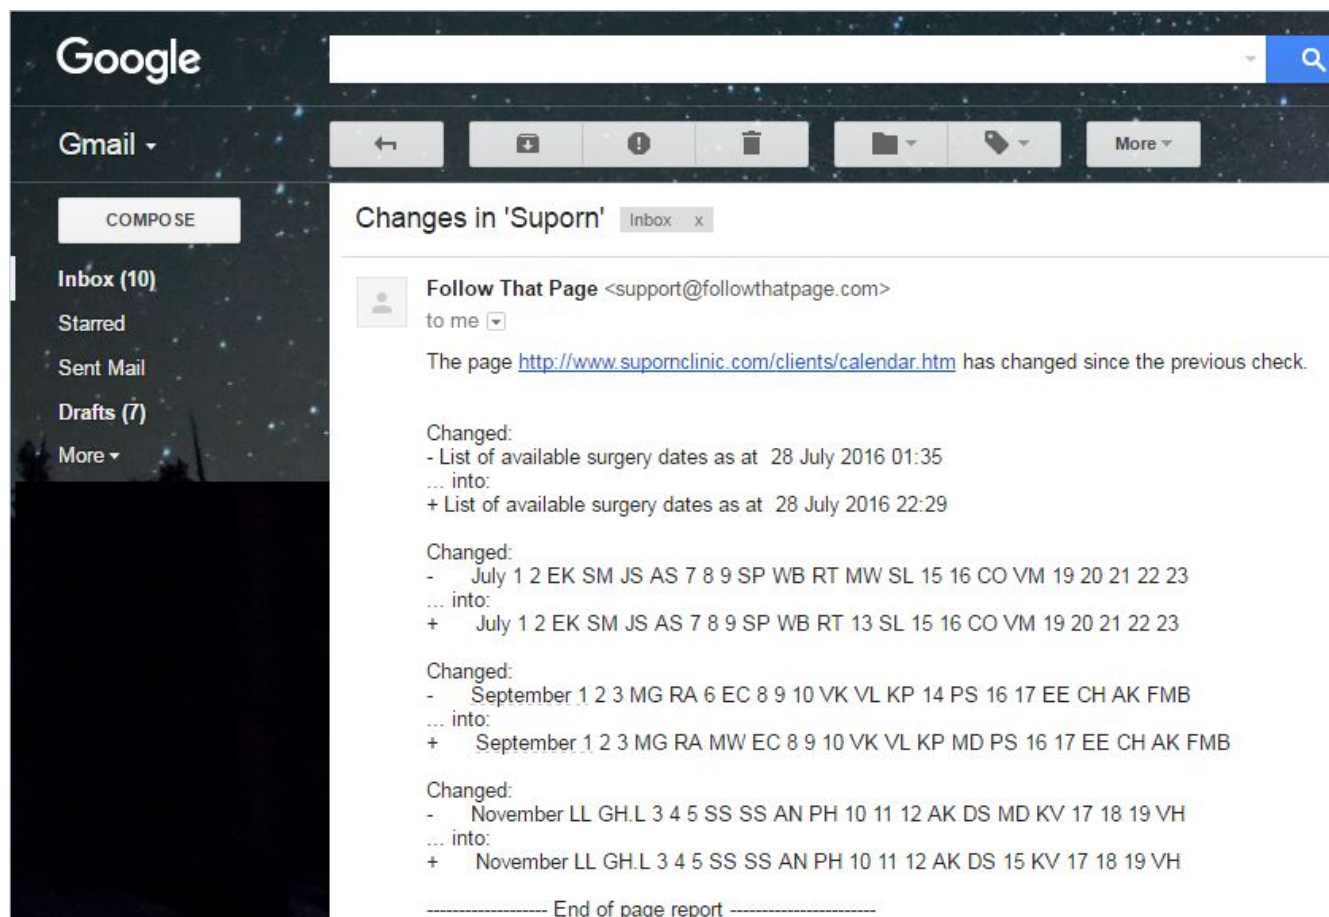 Google
Gmail
More
COMPOSE
Inbox (10)
Starred
Sent Mail
Drafts (7)
More
Changes in 'Suporn' Inbox x
Follow That Page <support@followthatpage.com>
to me
The page http://www.supornclinic.com/clients/calendar.htm has changed since the previous check.
Changed:
- List of available surgery dates as at 28 July 2016 01:35
... into:
+ List of available surgery dates as at 28 July 2016 22:29
Changed:
- July 1 2 EK SM JS AS 7 8 9 SP WB RT MW SL 15 16 CO VM 19 20 21 22 23
... into:
+ July 1 2 EK SM JS AS 7 8 9 SP WB RT 13 SL 15 16 CO VM 19 20 21 22 23
Changed:
- September 1 2 3 MG RA 6 EC 8 9 10 VK VL KP 14 PS 16 17 EE CH AK FMB
... into:
+ September 1 2 3 MG RA MW EC 8 9 10 VK VL KP MD PS 16 17 EE CH AK FMB
Changed:
- November LL GH.L 3 4 5 SS SS AN PH 10 11 12 AK DS MD KV 17 18 19 VH
... into:
+ November LL GH.L 3 4 5 SS SS AN PH 10 11 12 AK DS 15 KV 17 18 19 VH
------------------- End of page report -----------------------